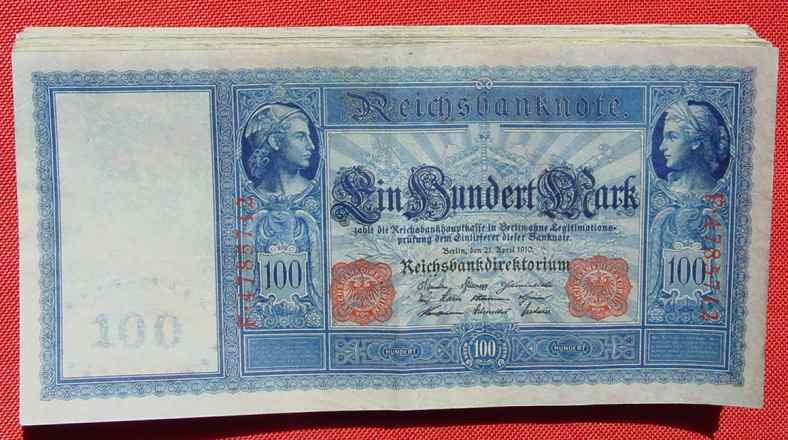 Reichsbanknote.
Ein Hundert Mark
zahlt die Reichsbankhauptkasse in Berlin ohne Legitimations-
prüfung dem Einlieferer dieser Banknote.
Berlin, den 21. April 1910.
Reichsbankdirektorium
100
100
100
HUNDERT
100
HUNDERT